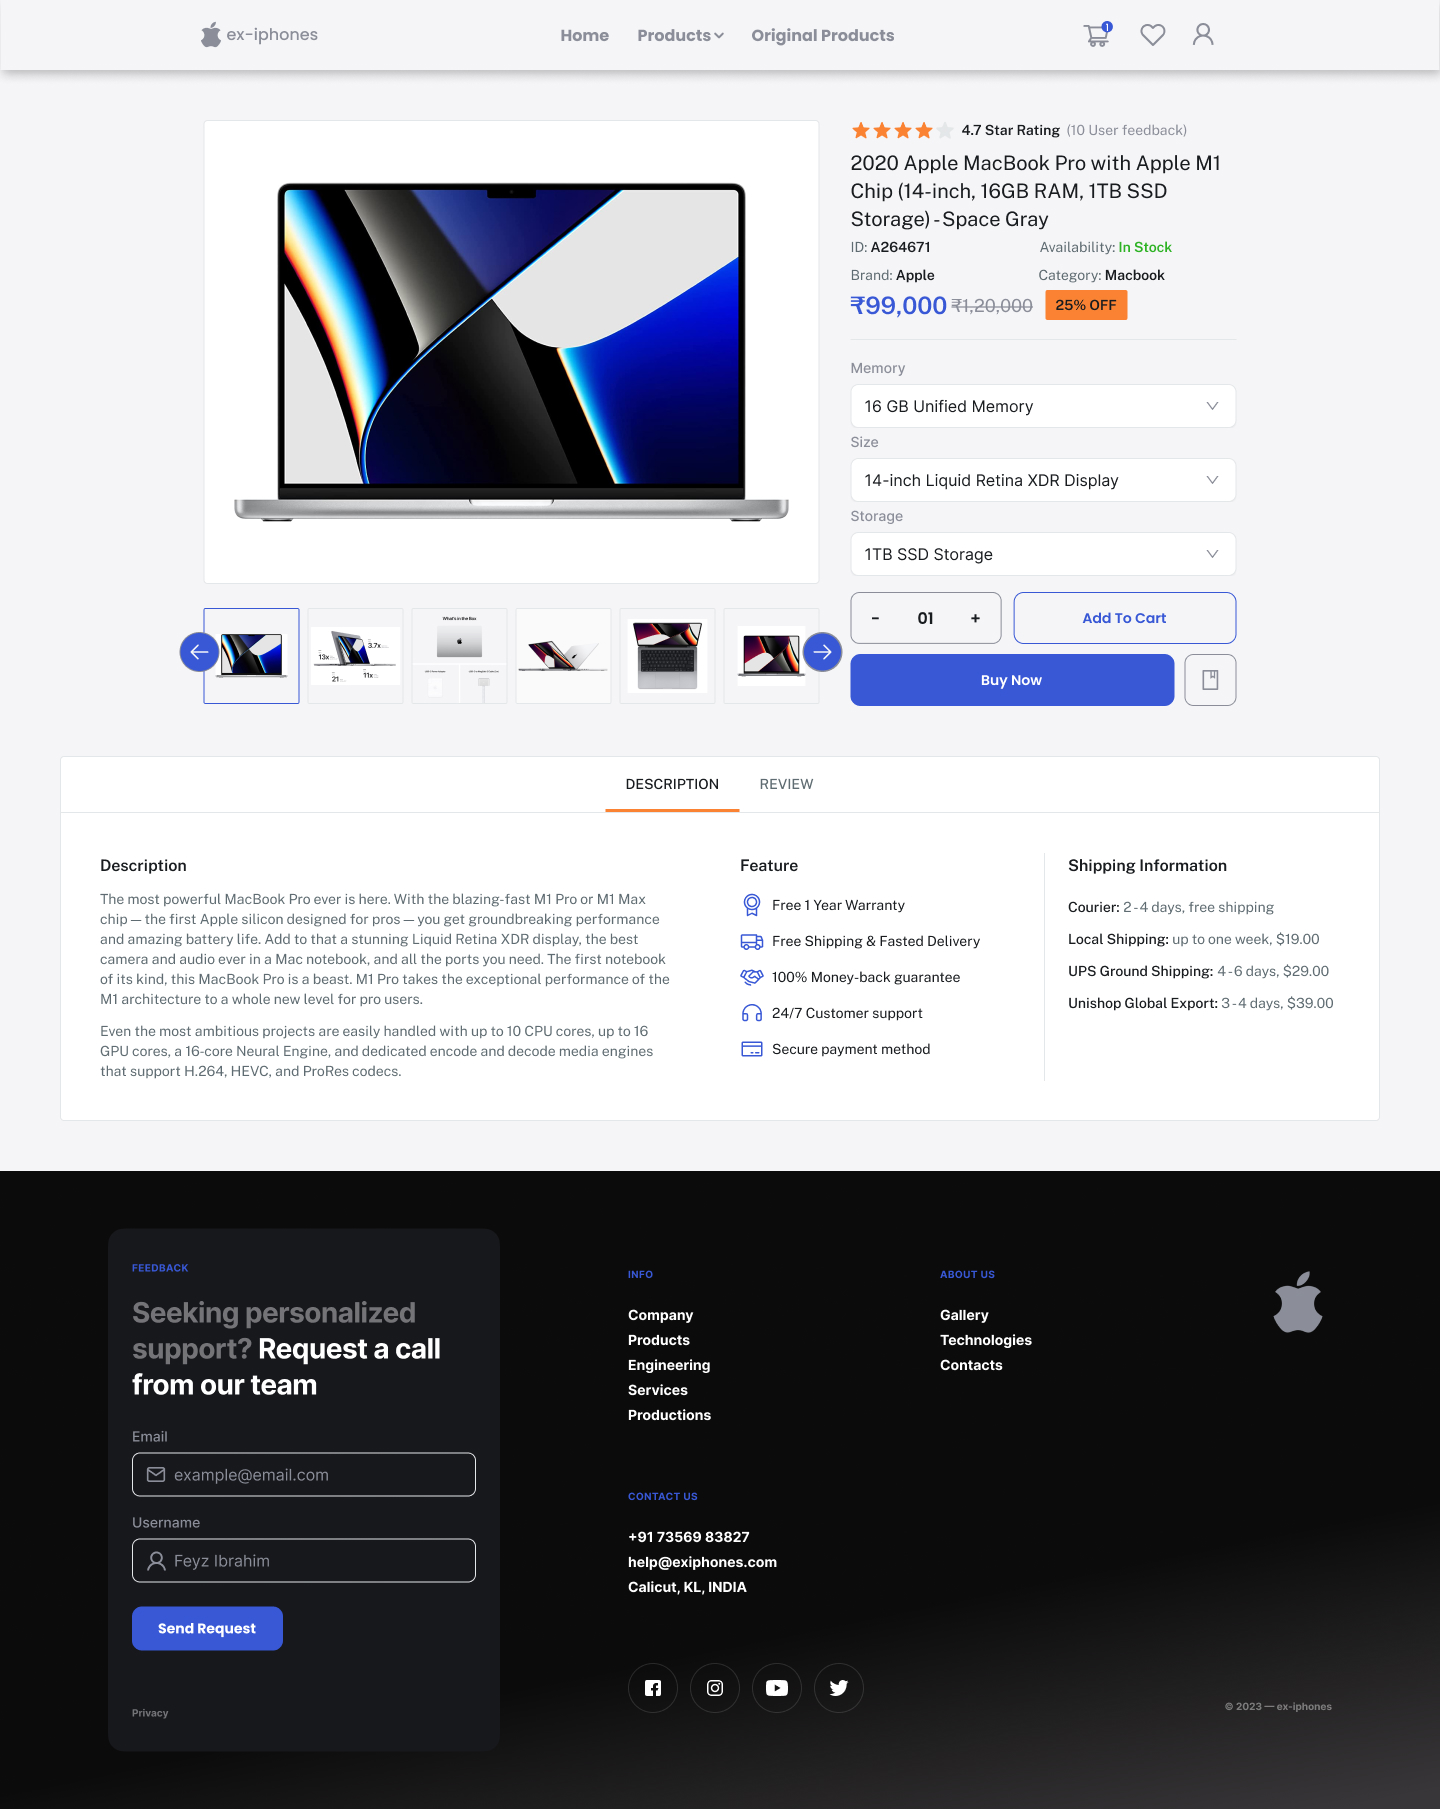 ex-iphones
Home
Products
Original Products
1
4.7 Star Rating (10 User feedback)
2020 Apple MacBook Pro with Apple M1
Chip (14-inch, 16GB RAM, 1TB SSD
Storage) - Space Gray
ID: A264671
Availability: In Stock
Brand: Apple
Category: Macbook
₹99,000 ₹1,20,000 25% OFF
Memory
16 GB Unified Memory
Size
14-inch Liquid Retina XDR Display
Storage
1TB SSD Storage
- 01 +
Add To Cart
Buy Now
3.7x
13x
21
11x
What's in the Box
DESCRIPTION
REVIEW
Description
The most powerful MacBook Pro ever is here. With the blazing-fast M1 Pro or M1 Max
chip — the first Apple silicon designed for pros — you get groundbreaking performance
and amazing battery life. Add to that a stunning Liquid Retina XDR display, the best
camera and audio ever in a Mac notebook, and all the ports you need. The first notebook
of its kind, this MacBook Pro is a beast. M1 Pro takes the exceptional performance of the
M1 architecture to a whole new level for pro users.
Even the most ambitious projects are easily handled with up to 10 CPU cores, up to 16
GPU cores, a 16-core Neural Engine, and dedicated encode and decode media engines
that support H.264, HEVC, and ProRes codecs.
Feature
Free 1 Year Warranty
Free Shipping & Fasted Delivery
100% Money-back guarantee
24/7 Customer support
Secure payment method
Shipping Information
Courier: 2 - 4 days, free shipping
Local Shipping: up to one week, $19.00
UPS Ground Shipping: 4 - 6 days, $29.00
Unishop Global Export: 3 - 4 days, $39.00
FEEDBACK
Seeking personalized
support? Request a call
from our team
Email
example@email.com
Username
Feyz Ibrahim
Send Request
Privacy
INFO
Company
Products
Engineering
Services
Productions
ABOUT US
Gallery
Technologies
Contacts
CONTACT US
+91 73569 83827
help@exiphones.com
Calicut, KL, INDIA
© 2023 — ex-iphones